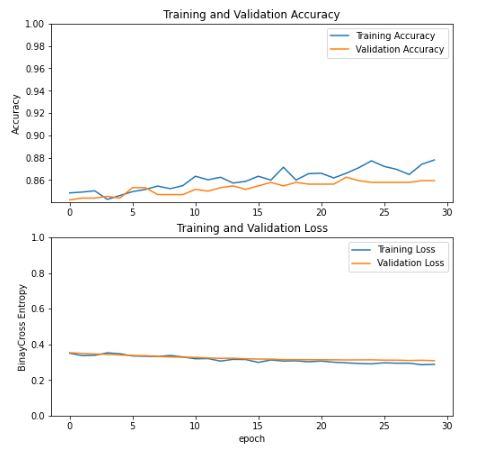 Training and Validation Accuracy
1.00
0.98
0.96
0.94
0.92
0.90
0.88
0.86
Accuracy
Training Accuracy
Validation Accuracy
0 5 10 15 20 25 30
Training and Validation Loss
1.0
0.8
0.6
0.4
0.2
0.0
BinayCross Entropy
Training Loss
Validation Loss
0 5 10 15 20 25 30
epoch